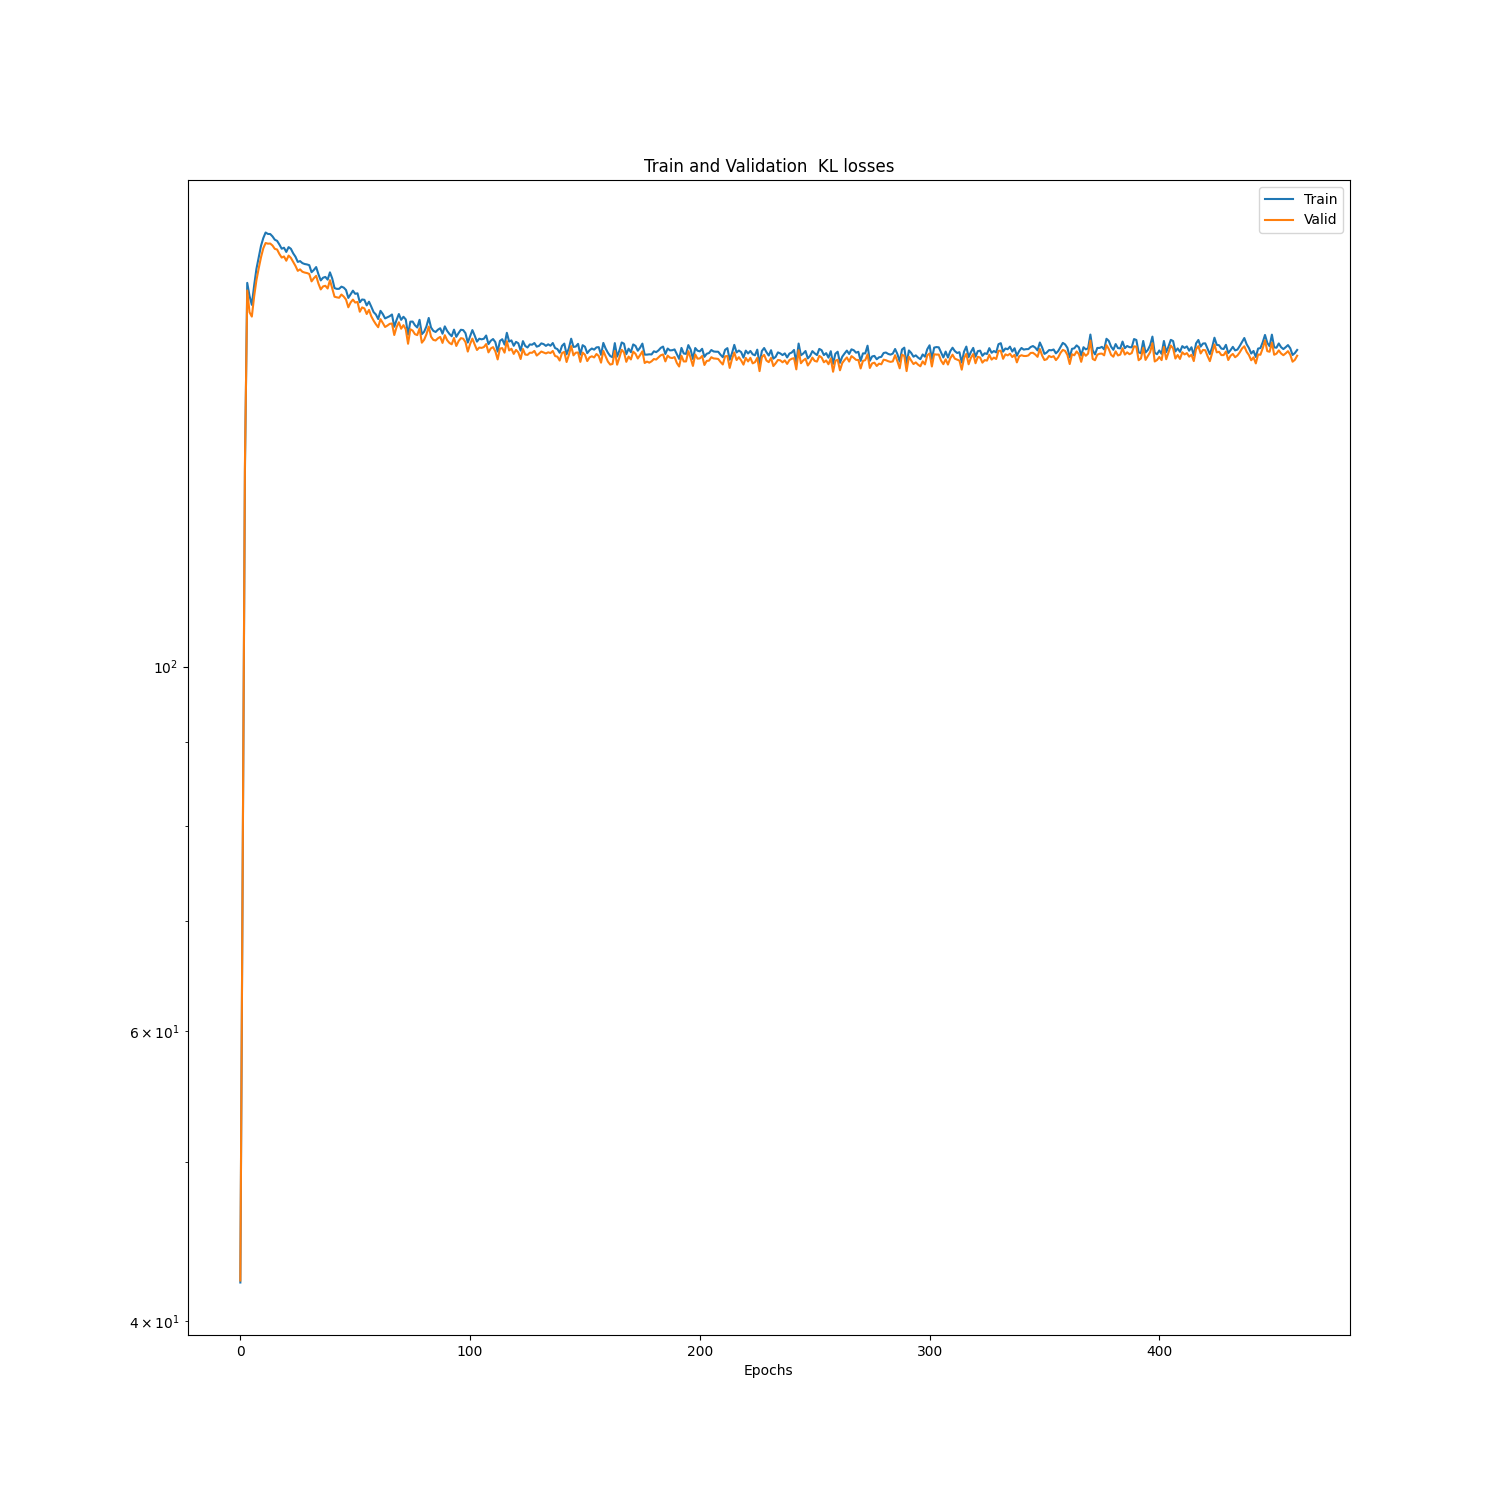 Train and Validation  KL losses
Train
Valid
10²
6 × 10¹
4 × 10¹
0 100 200 300 400
Epochs